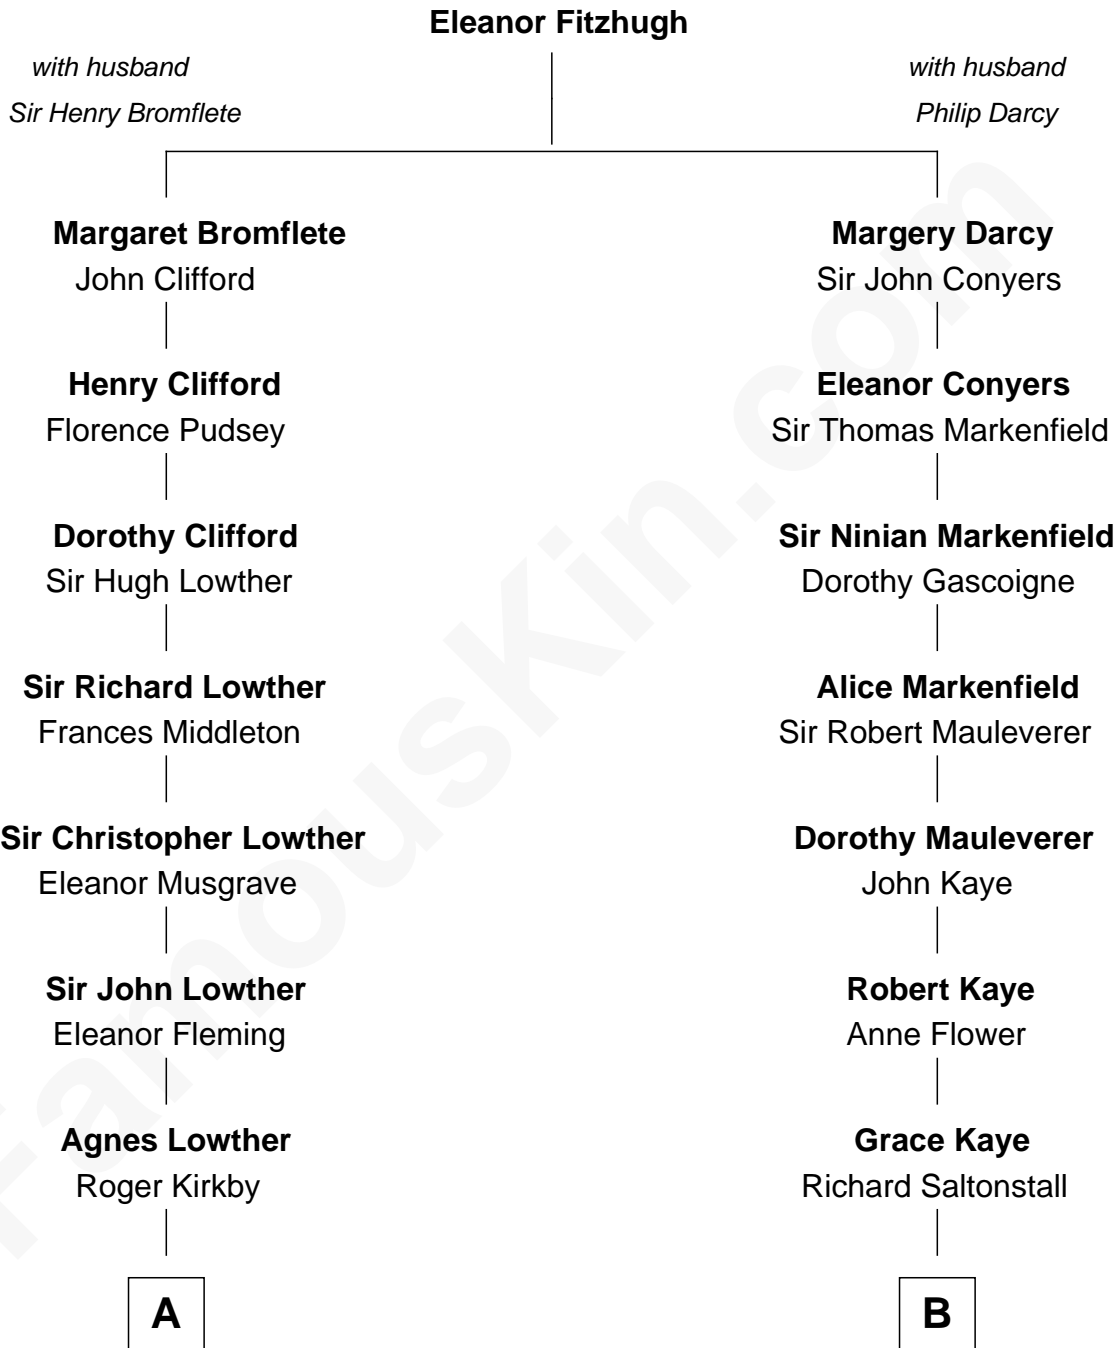 Eleanor Fitzhugh
with husband
Sir Henry Bromflete
with husband
Philip Darcy
Margaret Bromflete
John Clifford
Margery Darcy
Sir John Conyers
Henry Clifford
Florence Pudsey
Eleanor Conyers
Sir Thomas Markenfield
Dorothy Clifford
Sir Hugh Lowther
Sir Ninian Markenfield
Dorothy Gascoigne
Sir Richard Lowther
Frances Middleton
Alice Markenfield
Sir Robert Mauleverer
Sir Christopher Lowther
Eleanor Musgrave
Dorothy Mauleverer
John Kaye
Sir John Lowther
Eleanor Fleming
Robert Kaye
Anne Flower
Agnes Lowther
Roger Kirkby
Grace Kaye
Richard Saltonstall
A
B
FamousKin.com